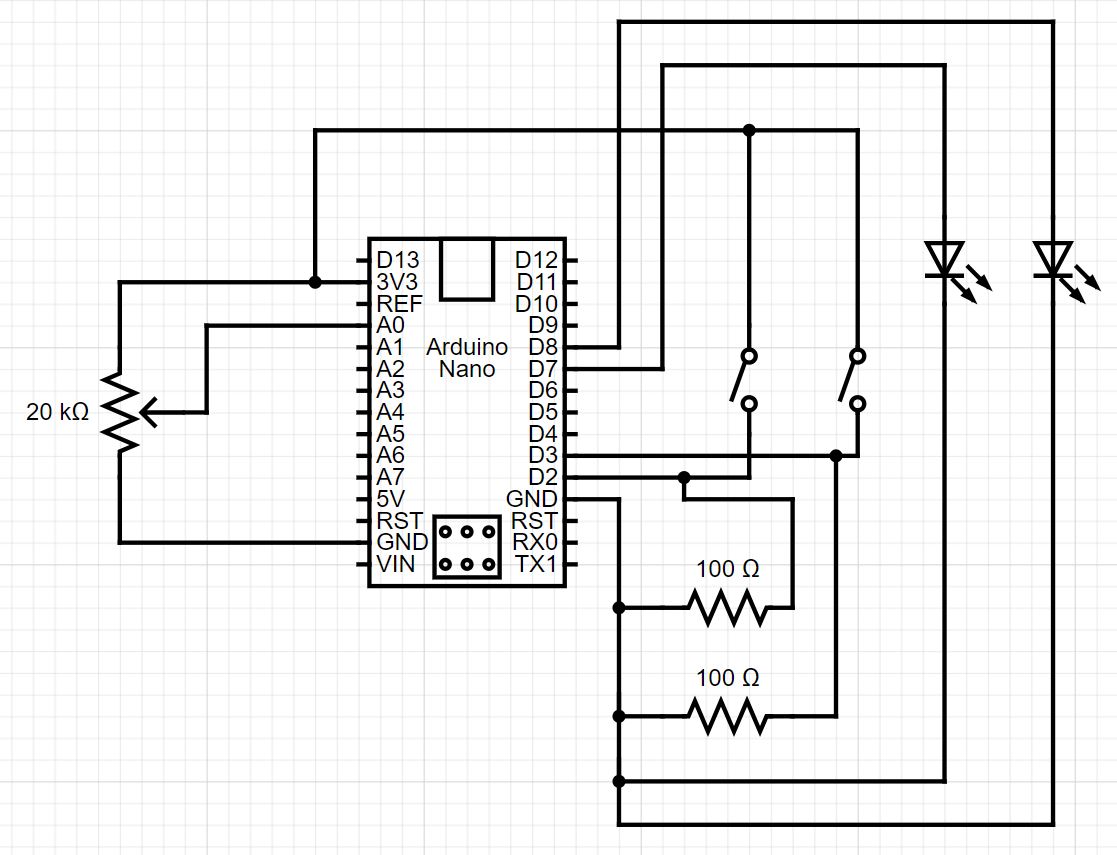 D13 D12
3V3 D11
REF D10
A0 D9
A1 Arduino D8
A2 Nano D7
A3 D6
20 kΩ A4 D5
A5 D4
A6 D3
A7 D2
5V GND
RST RST
GND RX0
VIN TX1
100 Ω
100 Ω